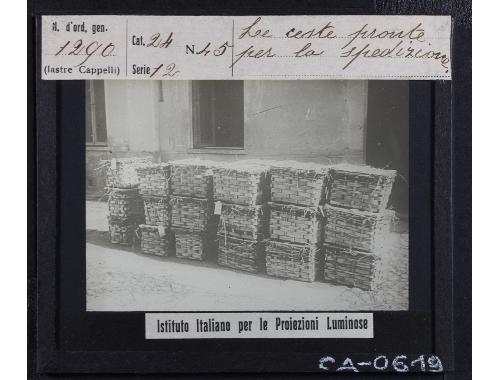 N. d'ord. gen.
1290
(lastre Cappelli)
Cat. 24
Serie 12
N 45
Le ceste pronte
per la spedizione.
Istituto Italiano per le Proiezioni Luminose
CA-0619